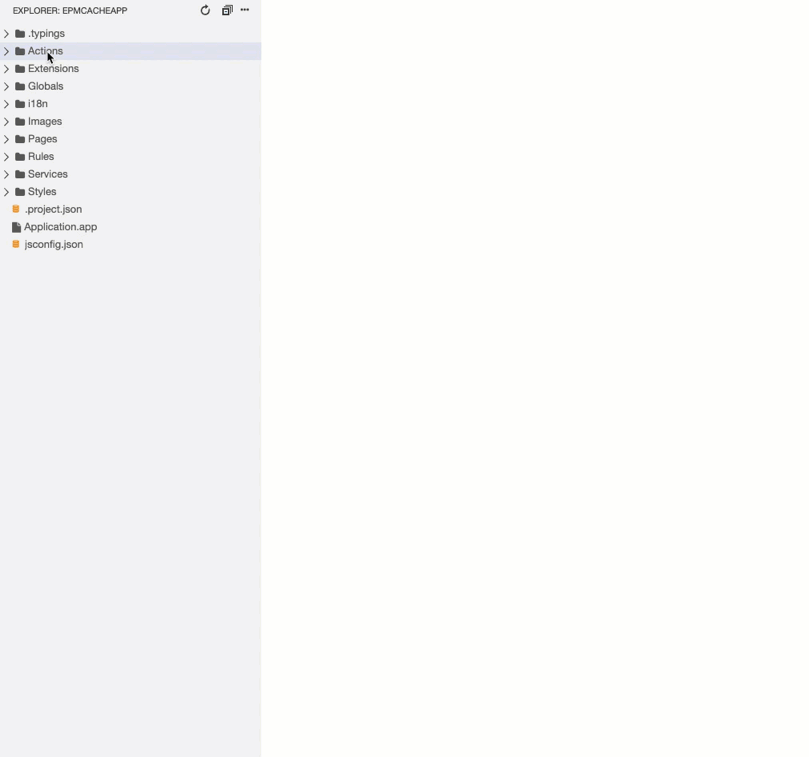 EXPLORER: EPMCACHEAPP
.typings
Actions
Extensions
Globals
i18n
Images
Pages
Rules
Services
Styles
.project.json
Application.app
jsconfig.json